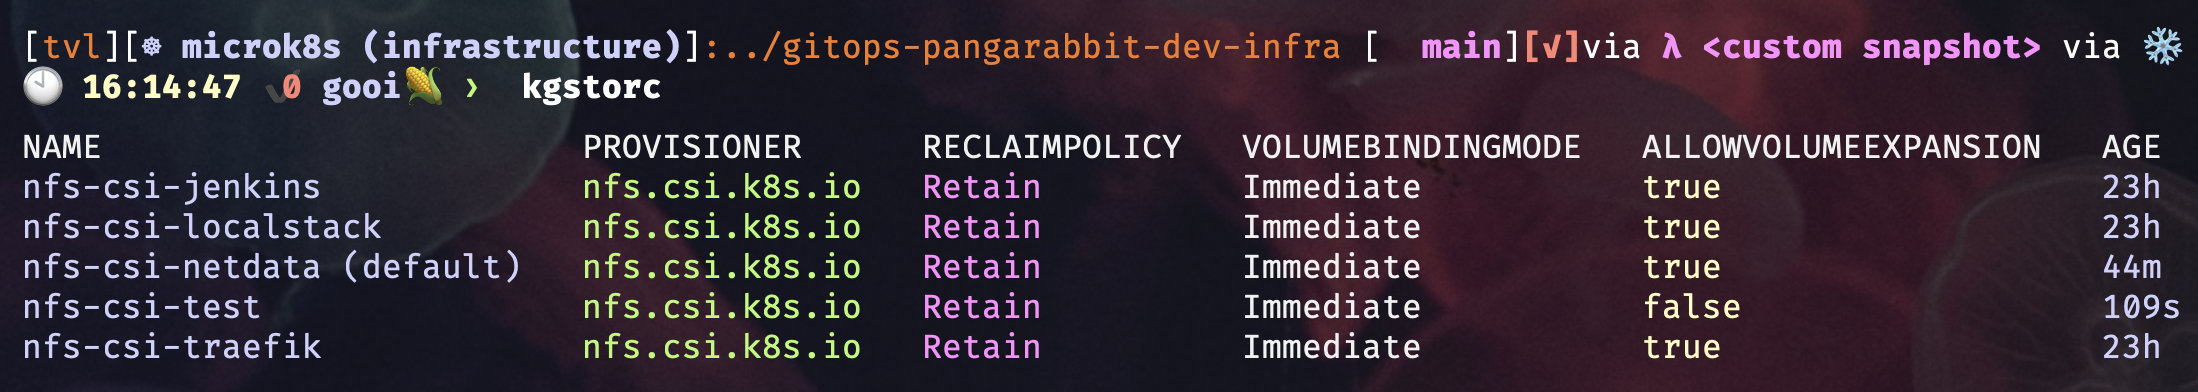 [tvl][☸ microk8s (infrastructure)]:../gitops-pangarabbit-dev-infra [  main][√]via λ <custom snapshot> via ❄️
🕙 16:14:47 ✔0 gooi🌽 ›  kgstorc
NAME PROVISIONER RECLAIMPOLICY VOLUMEBINDINGMODE ALLOWVOLUMEEXPANSION AGE
nfs-csi-jenkins nfs.csi.k8s.io Retain Immediate true 23h
nfs-csi-localstack nfs.csi.k8s.io Retain Immediate true 23h
nfs-csi-netdata (default) nfs.csi.k8s.io Retain Immediate true 44m
nfs-csi-test nfs.csi.k8s.io Retain Immediate false 109s
nfs-csi-traefik nfs.csi.k8s.io Retain Immediate true 23h